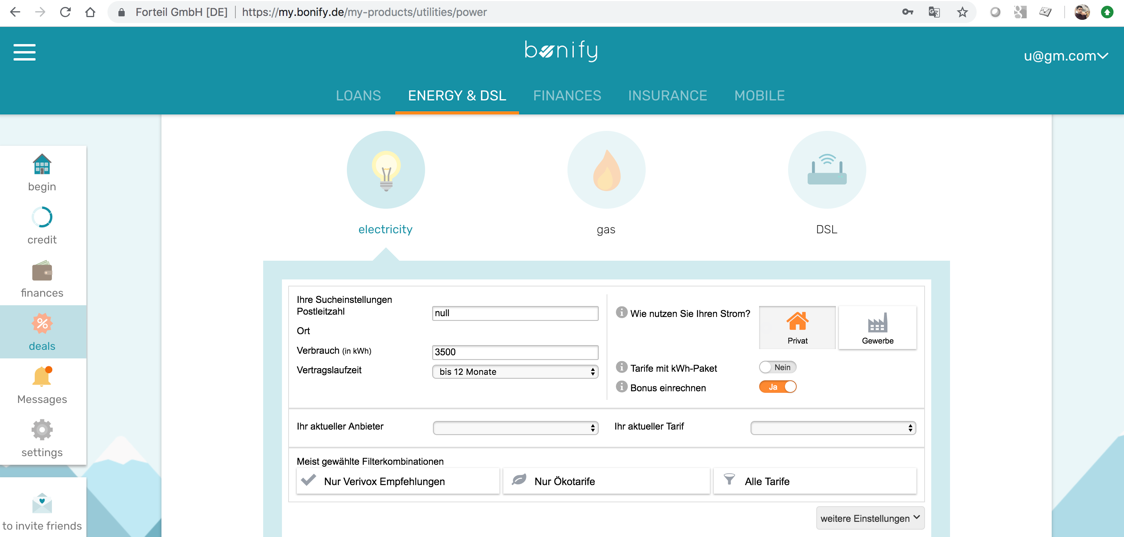 Forteil GmbH [DE] | https://my.bonify.de/my-products/utilities/power
bonify
u@gm.com
LOANS ENERGY & DSL FINANCES INSURANCE MOBILE
begin
credit
finances
deals
Messages
settings
to invite friends
electricity gas DSL
Ihre Sucheinstellungen
Postleitzahl null
Ort
Verbrauch (in kWh) 3500
Vertragslaufzeit bis 12 Monate
Wie nutzen Sie Ihren Strom? Privat Gewerbe
Tarife mit kWh-Paket Nein
Bonus einrechnen Ja
Ihr aktueller Anbieter Ihr aktueller Tarif
Meist gewählte Filterkombinationen
Nur Verivox Empfehlungen Nur Ökotarife Alle Tarife
weitere Einstellungen